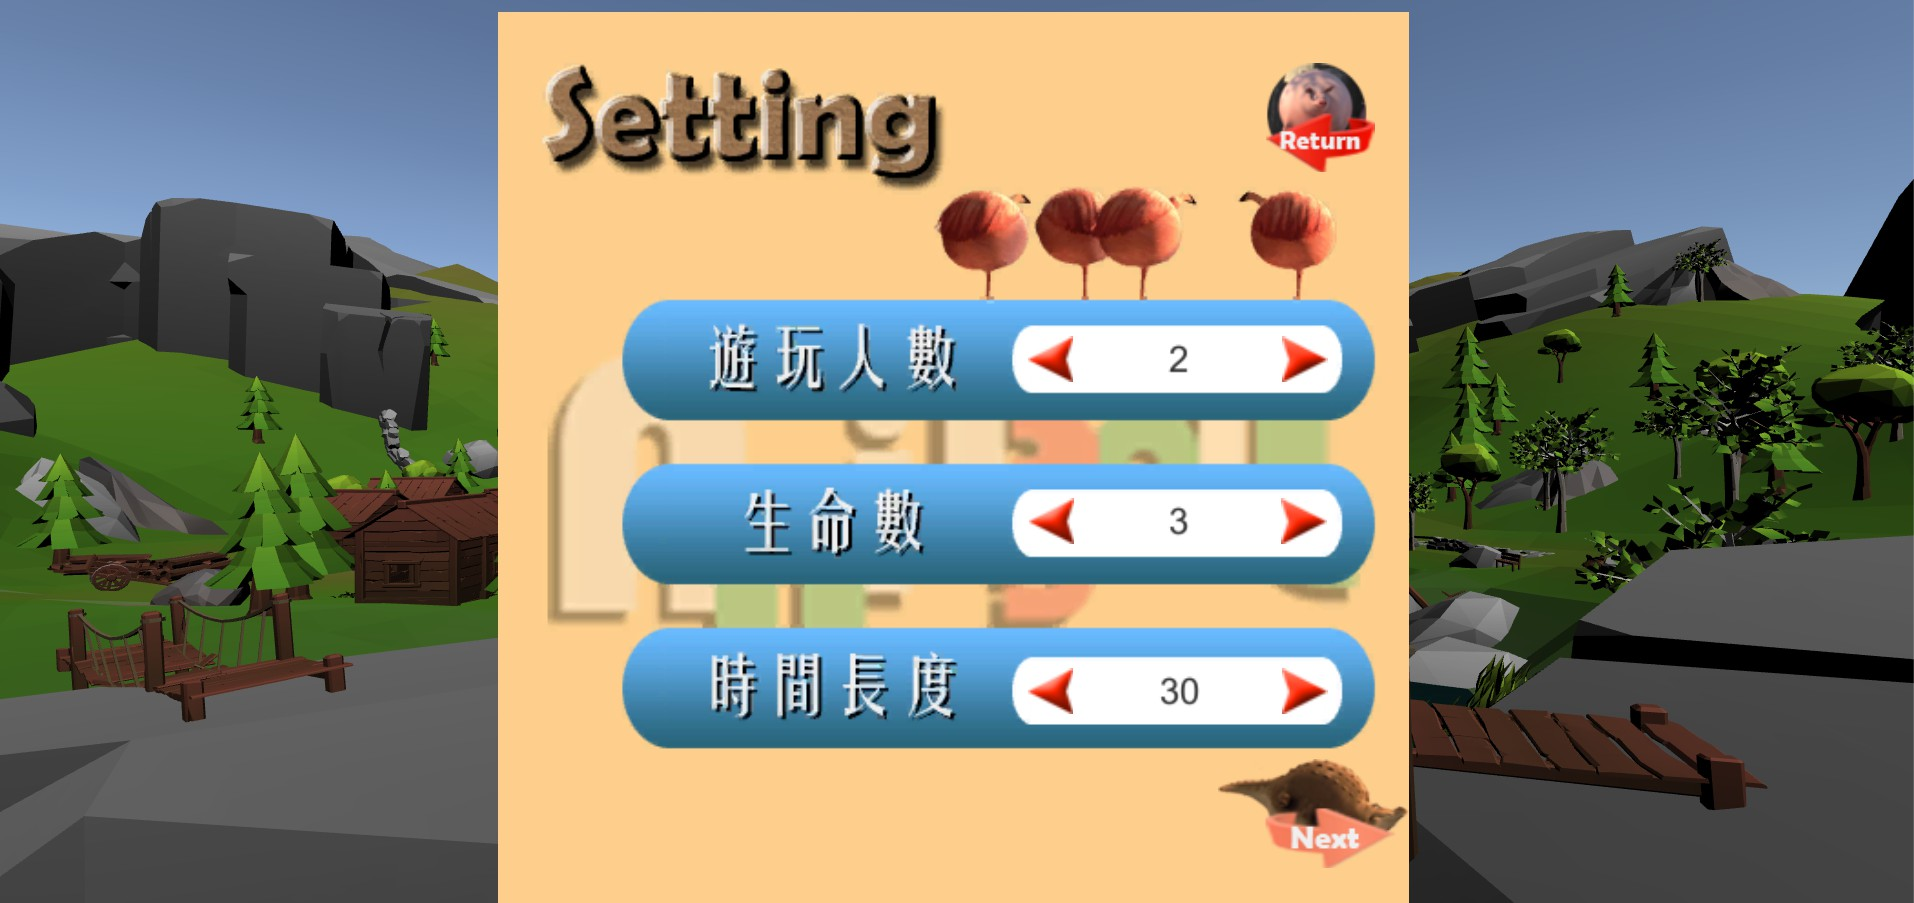 Setting
Return
遊玩人數 2
生命數 3
時間長度 30
Next